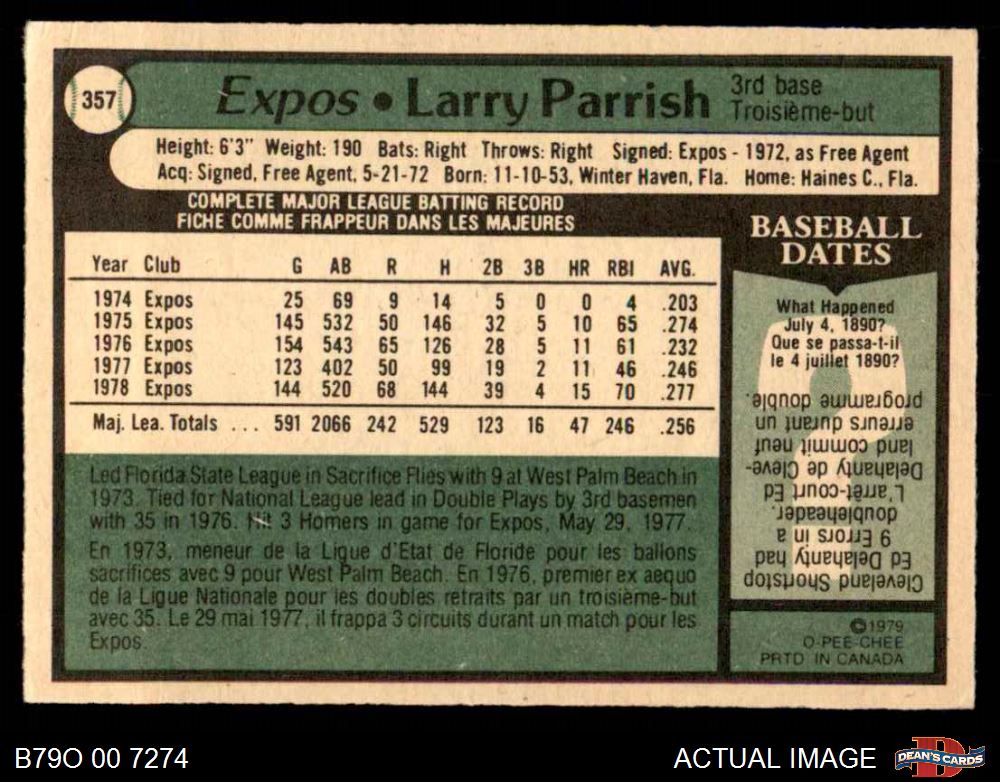 357
Expos • Larry Parrish
3rd base
Troisième-but
Height: 6'3" Weight: 190 Bats: Right Throws: Right Signed: Expos - 1972, as Free Agent
Acq: Signed, Free Agent, 5-21-72 Born: 11-10-53, Winter Haven, Fla. Home: Haines C., Fla.
COMPLETE MAJOR LEAGUE BATTING RECORD
FICHE COMME FRAPPEUR DANS LES MAJEURES
Year Club G AB R H 2B 3B HR RBI AVG.
1974 Expos 25 69 9 14 5 0 0 4 .203
1975 Expos 145 532 50 146 32 5 10 65 .274
1976 Expos 154 543 65 126 28 5 11 61 .232
1977 Expos 123 402 50 99 19 2 11 46 .246
1978 Expos 144 520 68 144 39 4 15 70 .277
Maj. Lea. Totals ... 591 2066 242 529 123 16 47 246 .256
Led Florida State League in Sacrifice Flies with 9 at West Palm Beach in
1973. Tied for National League lead in Double Plays by 3rd basemen
with 35 in 1976. Hit 3 Homers in game for Expos, May 29, 1977.
En 1973, meneur de la Ligue d'Etat de Floride pour les ballons
sacrifices avec 9 pour West Palm Beach. En 1976, premier ex aequo
de la Ligue Nationale pour les doubles retraits par un troisième-but
avec 35. Le 29 mai 1977, il frappa 3 circuits durant un match pour les
Expos.
BASEBALL
DATES
What Happened
July 4, 1890?
Que se passa-t-il
le 4 juillet 1890?
Cleveland Shortstop
Ed Delahanty had
9 Errors in a
doubleheader.
L'arrêt-court Ed
Delahanty de Cleve-
land commit neuf
erreurs durant un
programme double.
©1979
O-PEE-CHEE
PRTD IN CANADA
B79O 00 7274
ACTUAL IMAGE
D
DEAN'S CARDS